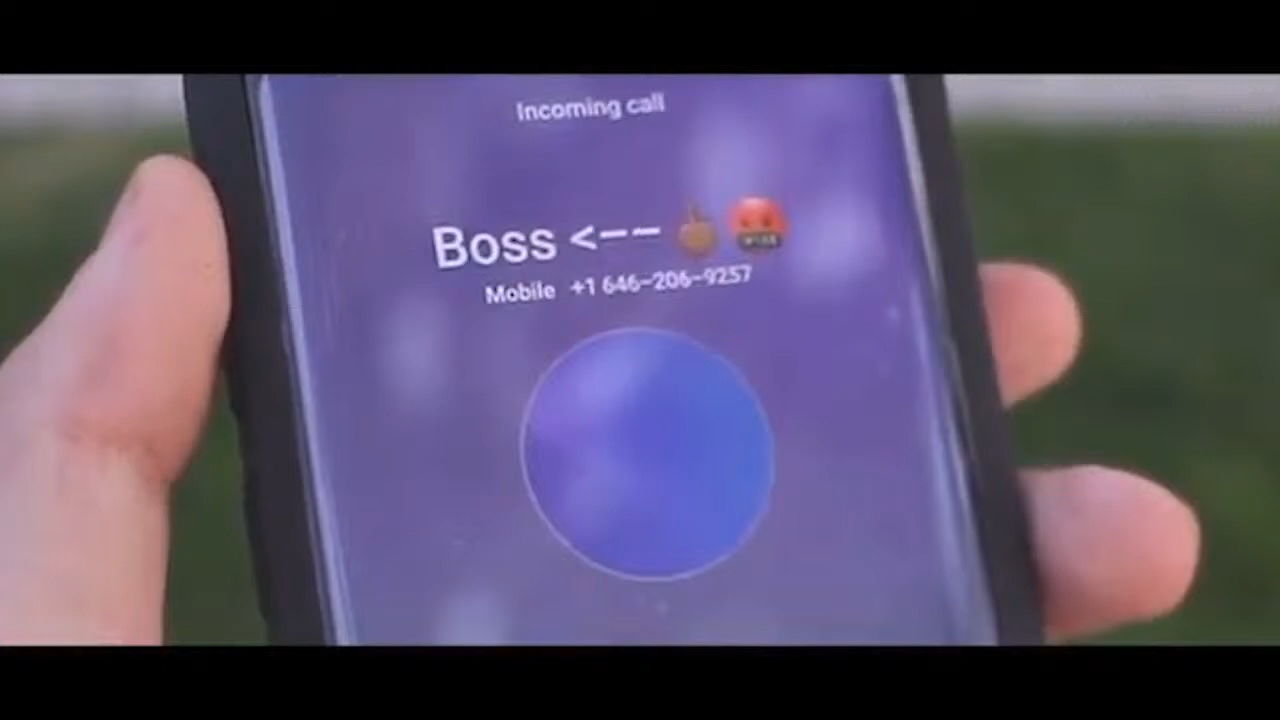 Incoming call
Boss <-- 🖕🏾🤬
Mobile +1 646-206-9257